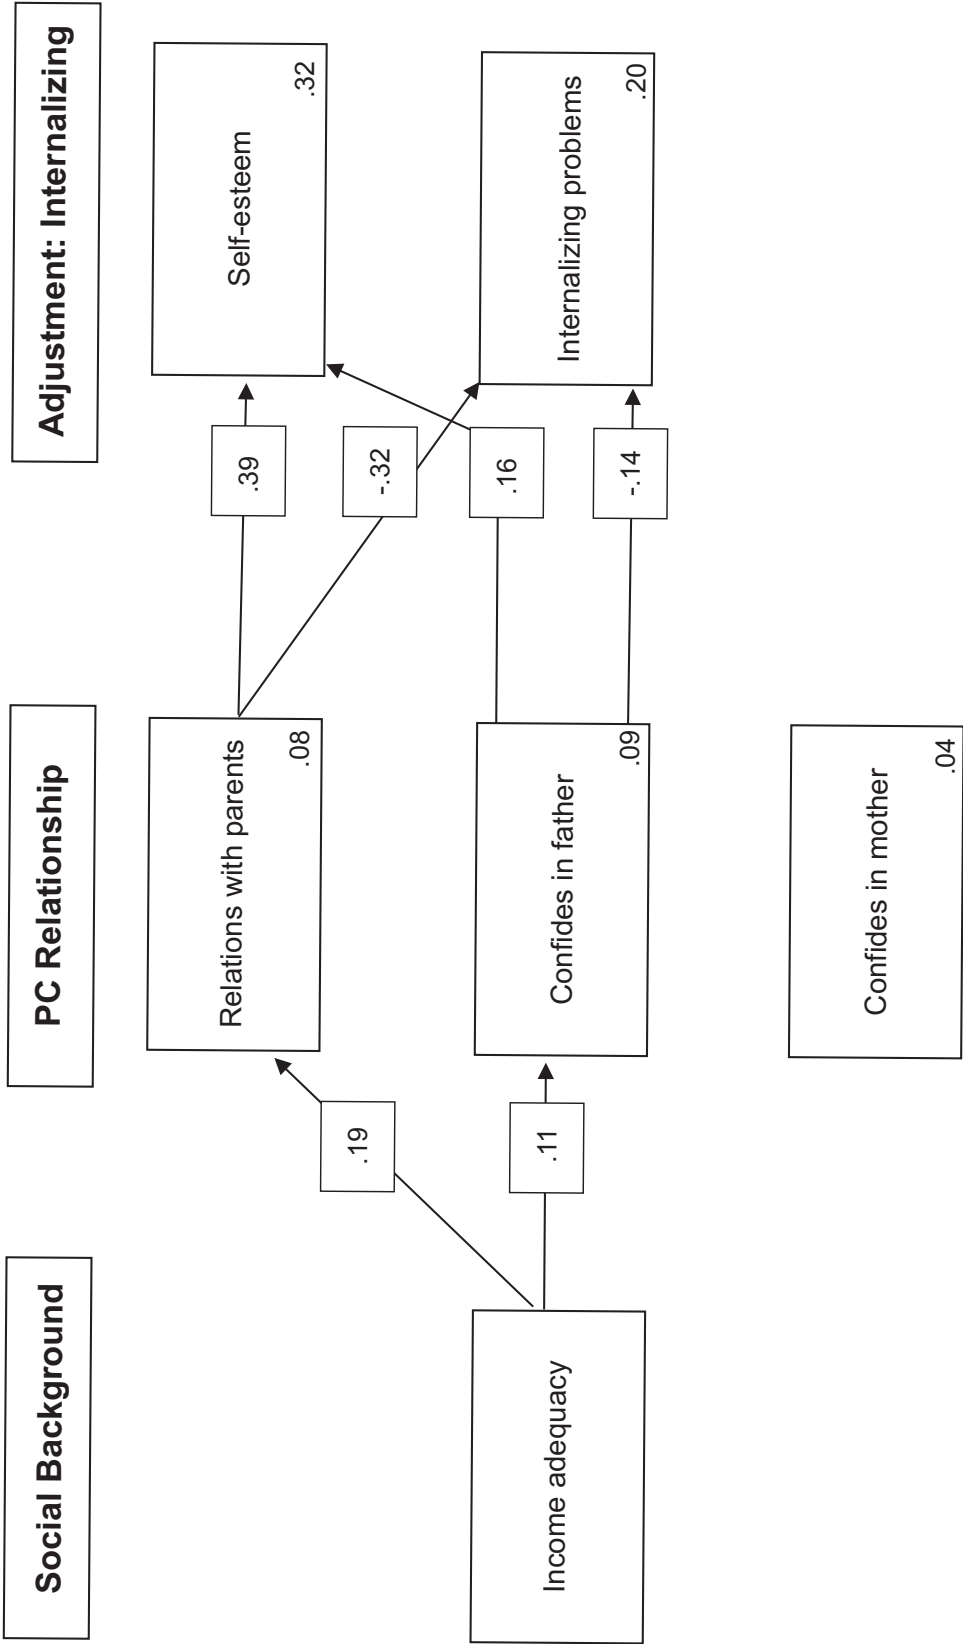 Social Background
PC Relationship
Adjustment: Internalizing
Income adequacy
.19
.11
Relations with parents
.08
Confides in father
.09
Confides in mother
.04
.39
-.32
.16
-.14
Self-esteem
.32
Internalizing problems
.20